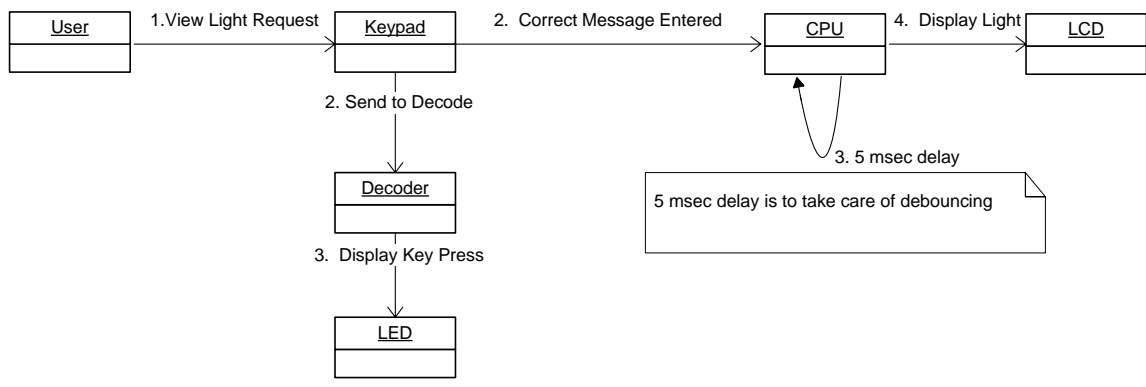 User
1.View Light Request
Keypad
2. Correct Message Entered
CPU
4. Display Light
LCD
2. Send to Decode
3. 5 msec delay
Decoder
5 msec delay is to take care of debouncing
3. Display Key Press
LED